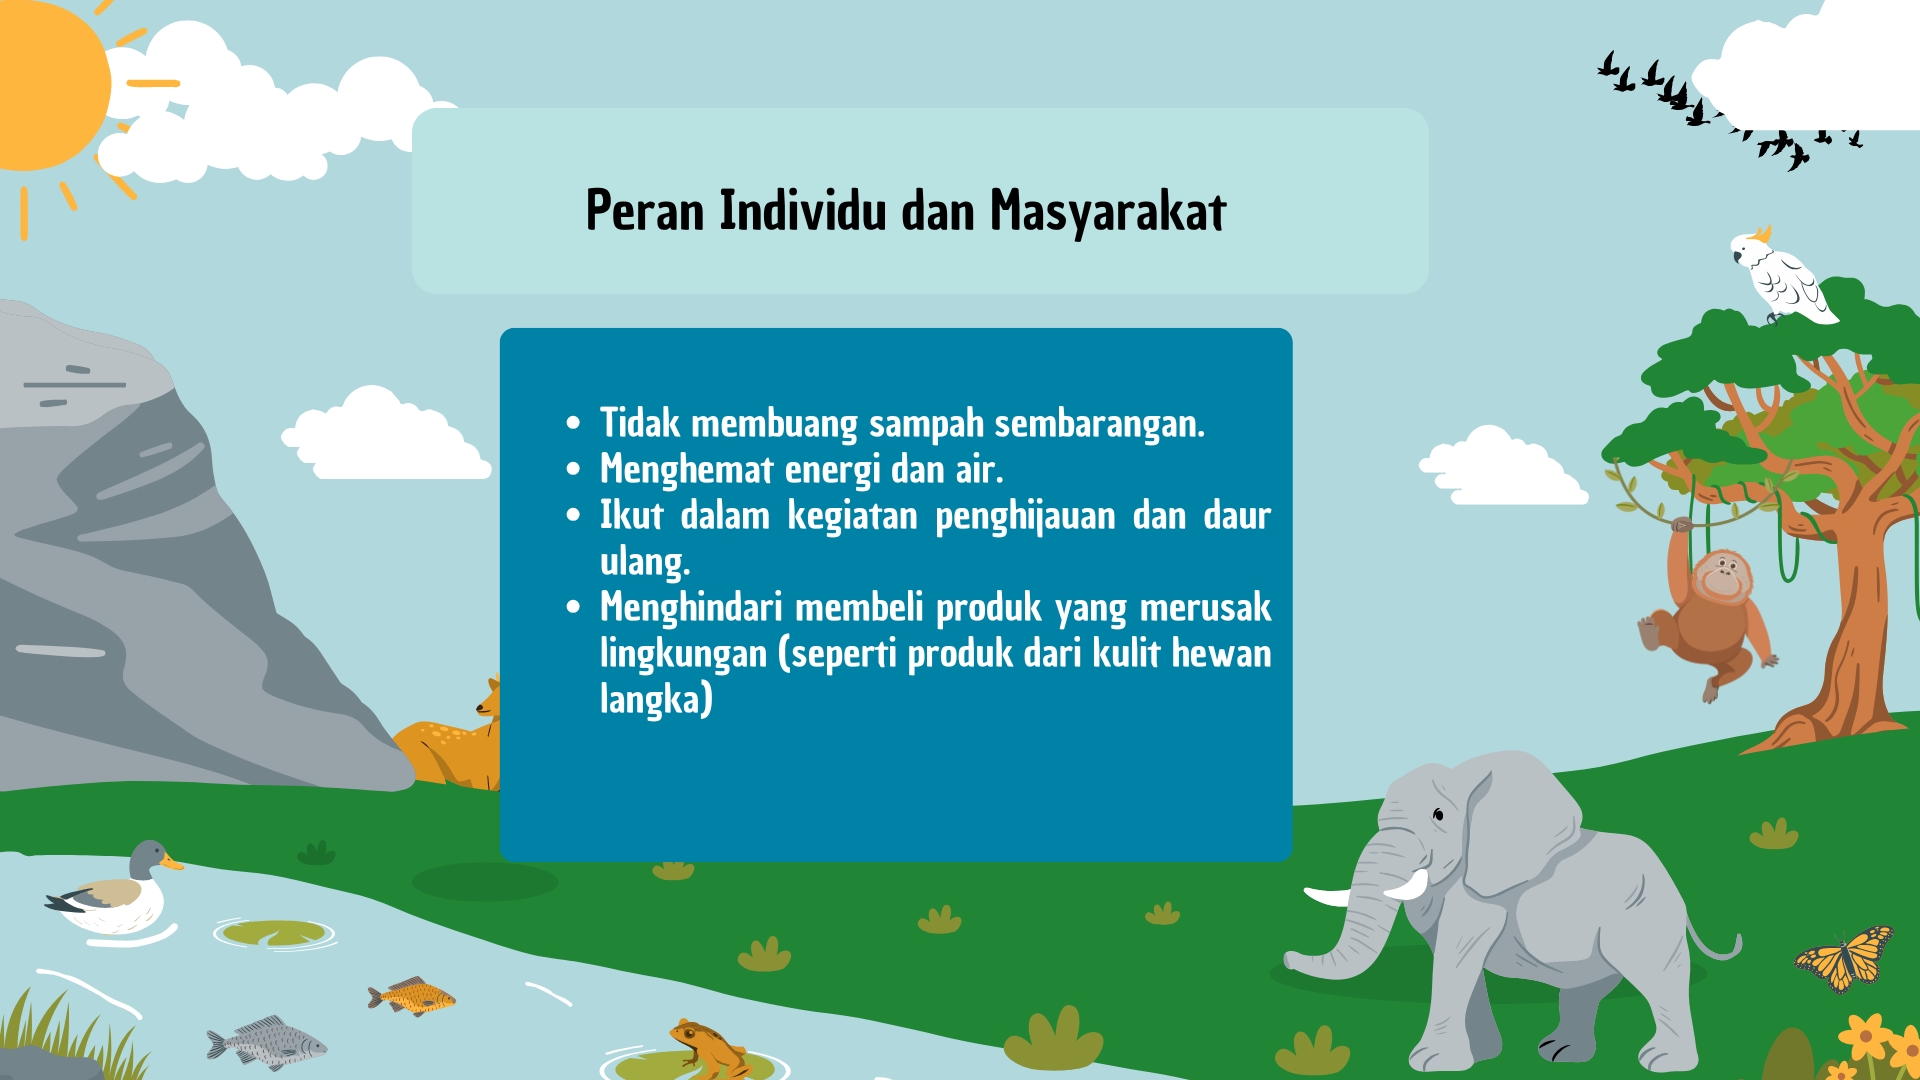 Peran Individu dan Masyarakat
• Tidak membuang sampah sembarangan.
• Menghemat energi dan air.
• Ikut dalam kegiatan penghijauan dan daur
ulang.
• Menghindari membeli produk yang merusak
lingkungan (seperti produk dari kulit hewan
langka)